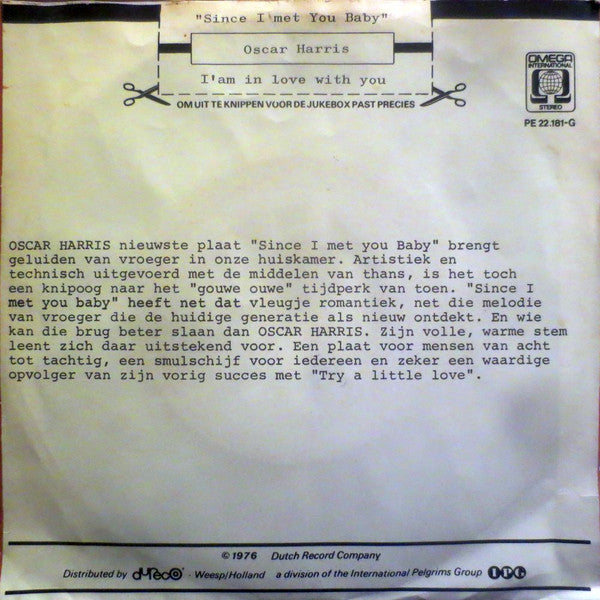 "Since I met You Baby"
Oscar Harris
I'am in love with you
OM UIT TE KNIPPEN VOOR DE JUKEBOX PAST PRECIES
OMEGA
INTERNATIONAL
STEREO
PE 22.181-G
OSCAR HARRIS nieuwste plaat "Since I met you Baby" brengt
geluiden van vroeger in onze huiskamer. Artistiek en
technisch uitgevoerd met de middelen van thans, is het toch
een knipoog naar het "gouwe ouwe" tijdperk van toen. "Since I
met you baby" heeft net dat vleugje romantiek, net die melodie
van vroeger die de huidige generatie als nieuw ontdekt. En wie
kan die brug beter slaan dan OSCAR HARRIS. Zijn volle, warme stem
leent zich daar uitstekend voor. Een plaat voor mensen van acht
tot tachtig, een smulschijf voor iedereen en zeker een waardige
opvolger van zijn vorig succes met "Try a little love".
© 1976 Dutch Record Company
Distributed by dureco · Weesp/Holland a division of the International Pelgrims Group IPG